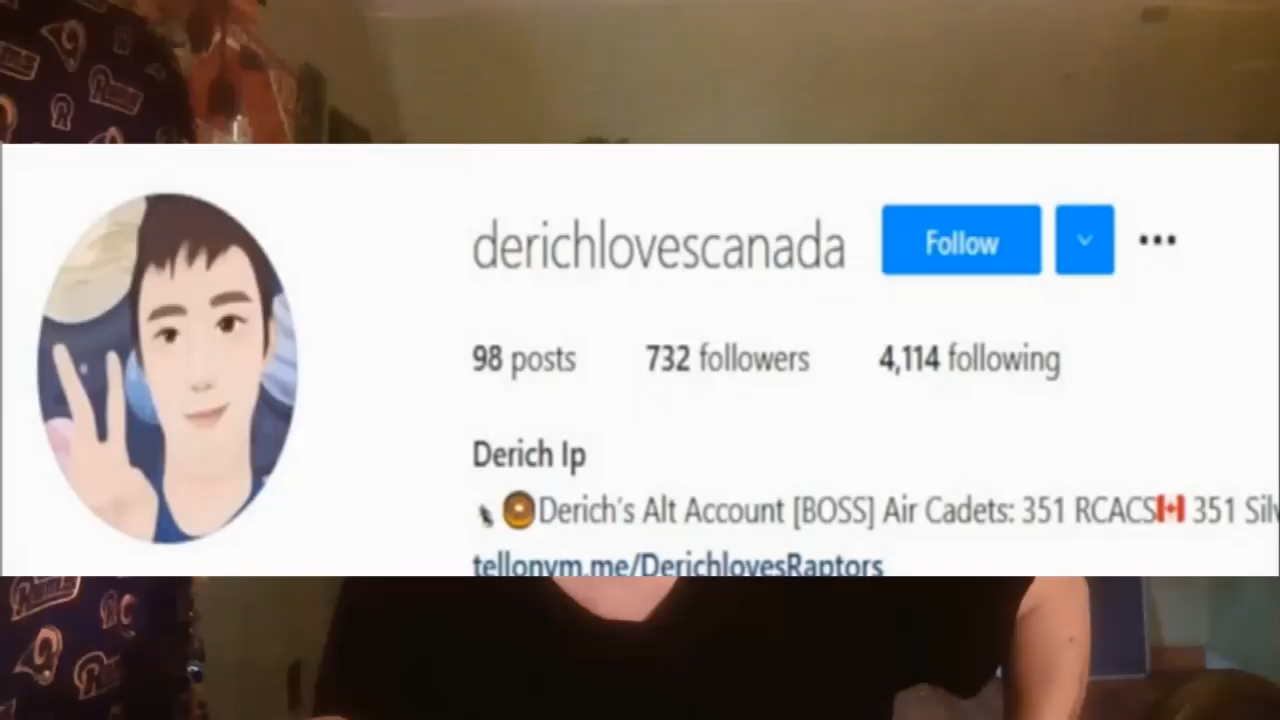 derichlovescanada Follow
98 posts 732 followers 4,114 following
Derich Ip
Derich's Alt Account [BOSS] Air Cadets: 351 RCACS🇨🇦 351
tellonym.me/DerichlovesRaptors